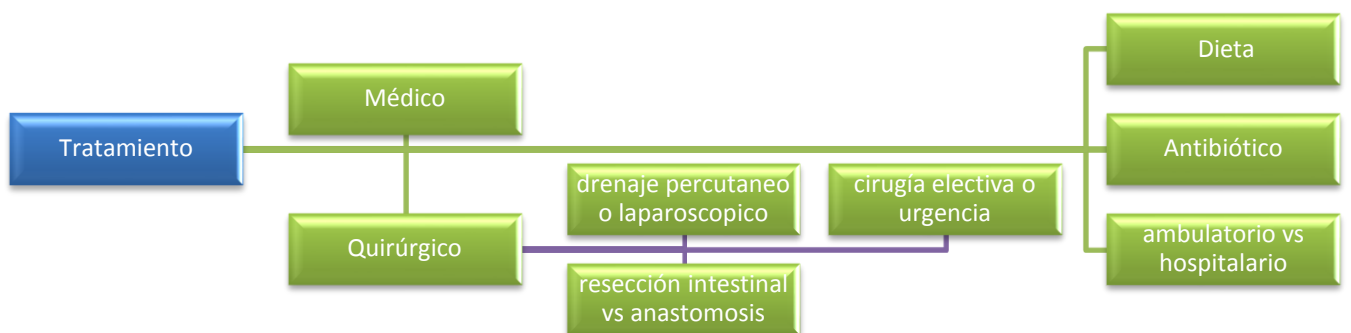 Tratamiento
Médico
Quirúrgico
drenaje percutaneo
o laparoscopico
cirugía electiva o
urgencia
resección intestinal
vs anastomosis
Dieta
Antibiótico
ambulatorio vs
hospitalario